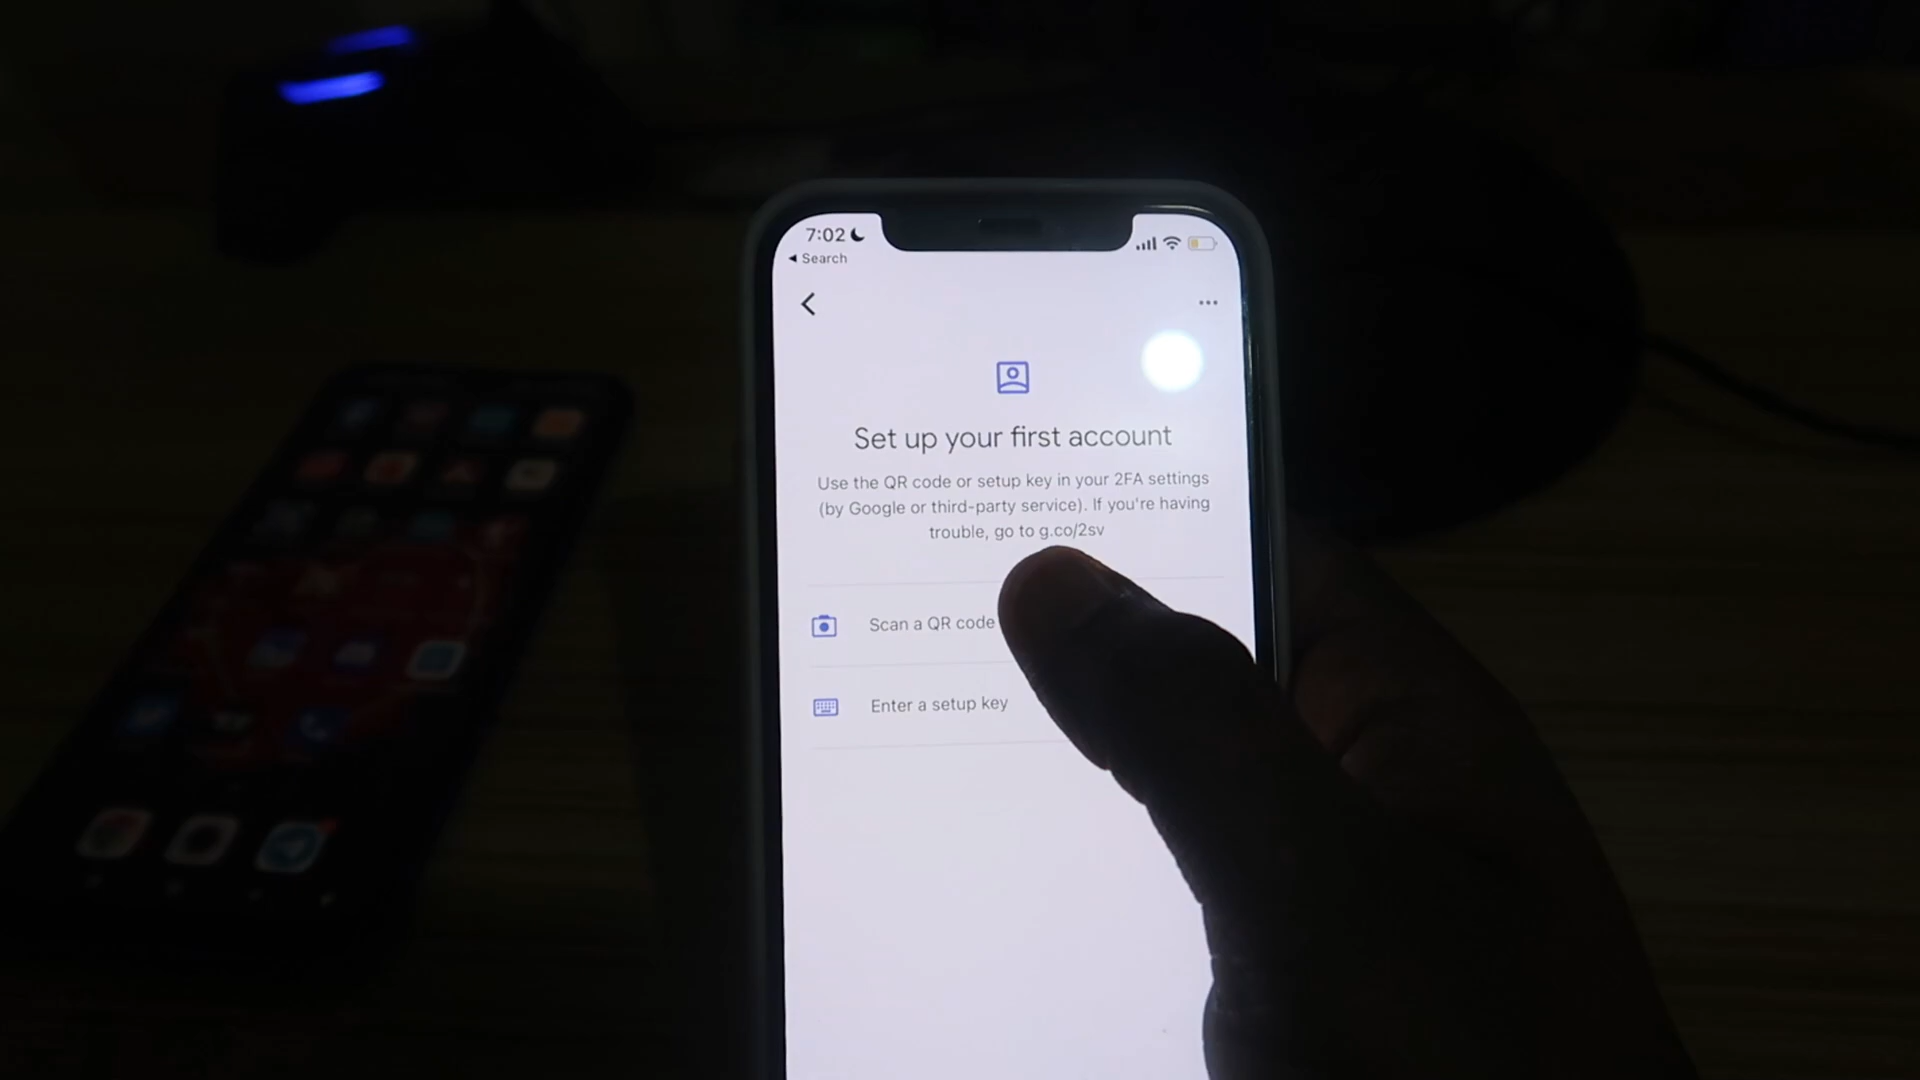 7:02
Search
Set up your first account
Use the QR code or setup key in your 2FA settings
(by Google or third-party service). If you're having
trouble, go to g.co/2sv
Scan a QR code
Enter a setup key